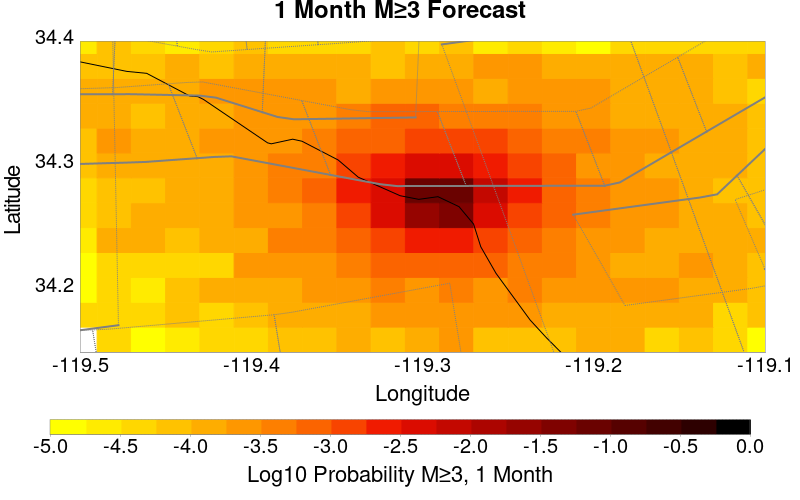 1 Month M≥3 Forecast
34.4
34.3
34.2
Latitude
-119.5 -119.4 -119.3 -119.2 -119.1
Longitude
-5.0 -4.5 -4.0 -3.5 -3.0 -2.5 -2.0 -1.5 -1.0 -0.5 0.0
Log10 Probability M≥3, 1 Month